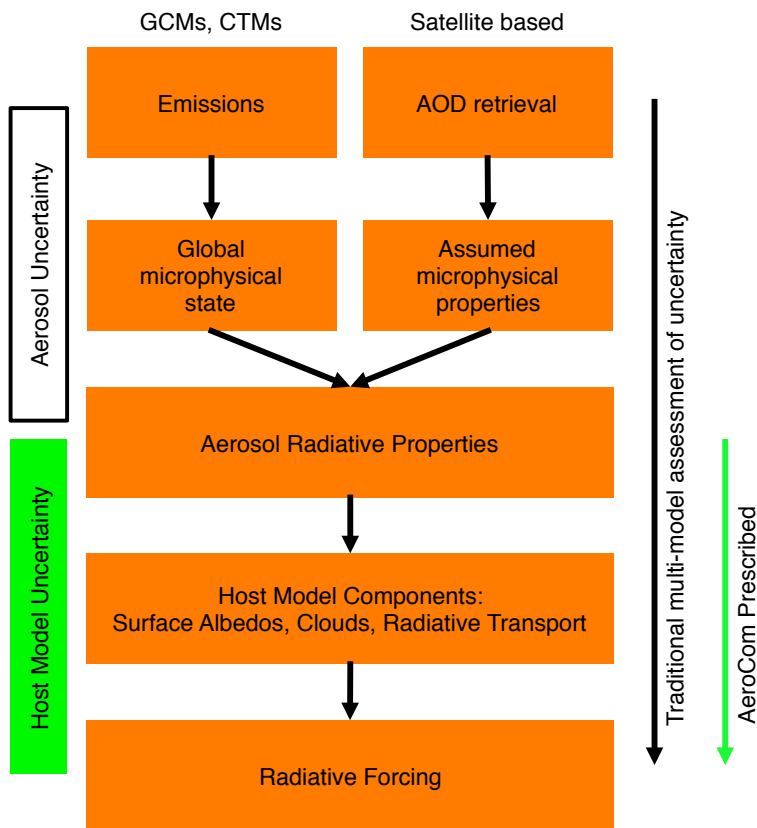 GCMs, CTMs
Satellite based
Emissions
AOD retrieval
Global
microphysical
state
Assumed
microphysical
properties
Aerosol Radiative Properties
Host Model Components:
Surface Albedos, Clouds, Radiative Transport
Radiative Forcing
Aerosol Uncertainty
Host Model Uncertainty
Traditional multi-model assessment of uncertainty
AeroCom Prescribed